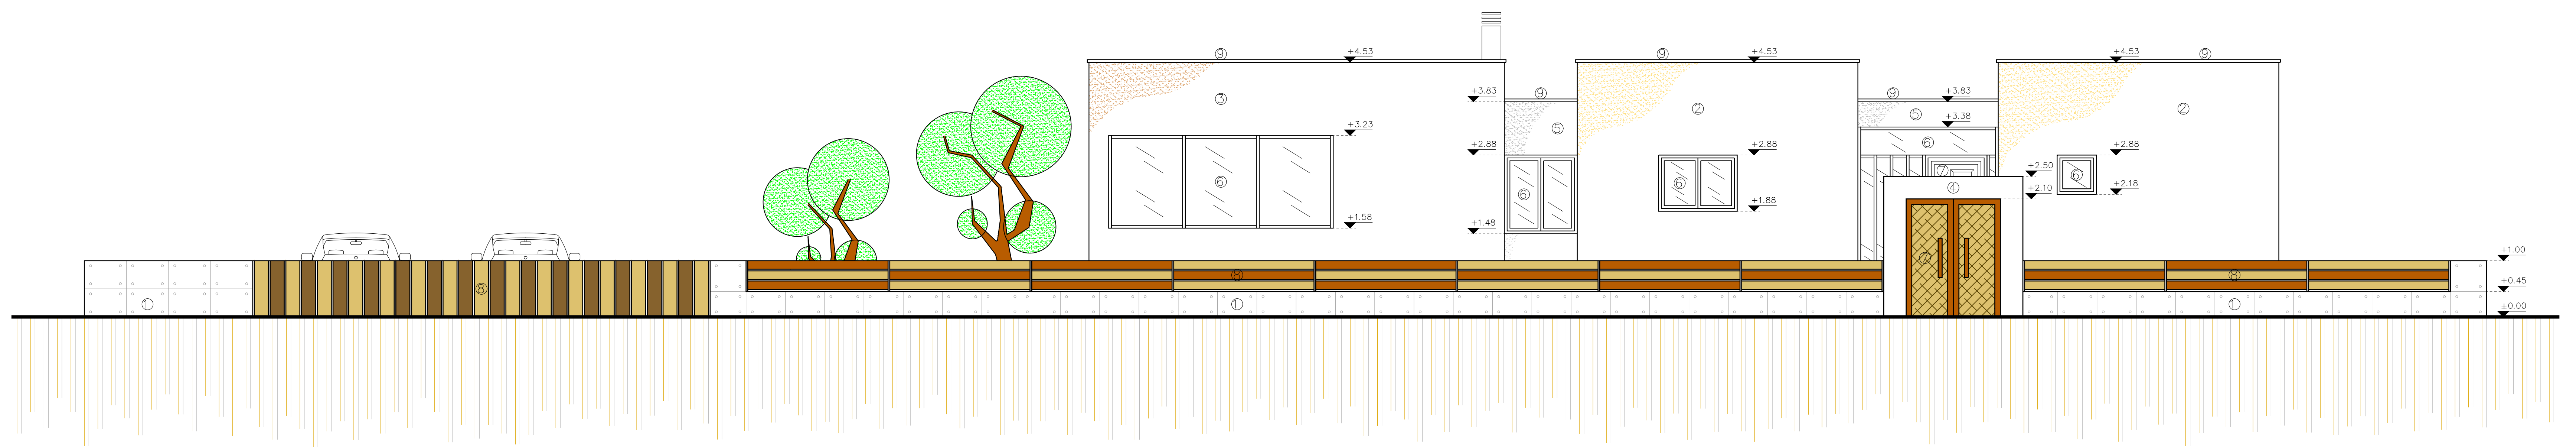 ⑨ +4.53 ⑨ +4.53 +4.53 ⑨
+3.83 ⑨ ⑨ +3.83
③ ② ⑤ ②
⑤ +3.38
+3.23
+2.88 +2.88 ⑥ +2.88
⑦ +2.50
⑥ ⑥ ⑥ ④ ⑥
+2.10 +2.18
⑥ +1.88
+1.58 +1.48
+1.00
⑦
⑧ ⑧ ⑧
+0.45
① ① ①
±0.00